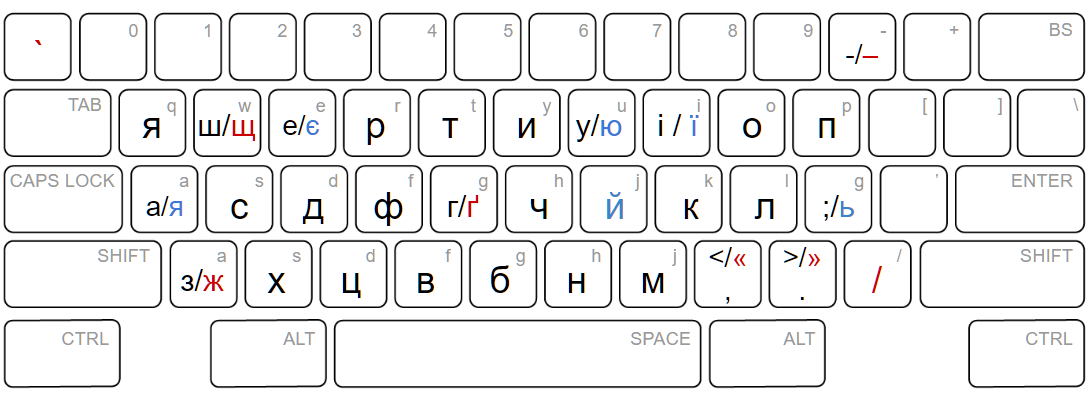 ` 0 1 2 3 4 5 6 7 8 9 - -/– + BS
TAB q я w ш/щ e е/є r р t т y и u у/ю i і / ї o о p п [ ] \
CAPS LOCK a а/я s с d д f ф g г/ґ h ч j й k к l л g ;/ь ' ENTER
SHIFT a з/ж s х d ц f в g б h н j м </« , >/» . / / SHIFT
CTRL ALT SPACE ALT CTRL